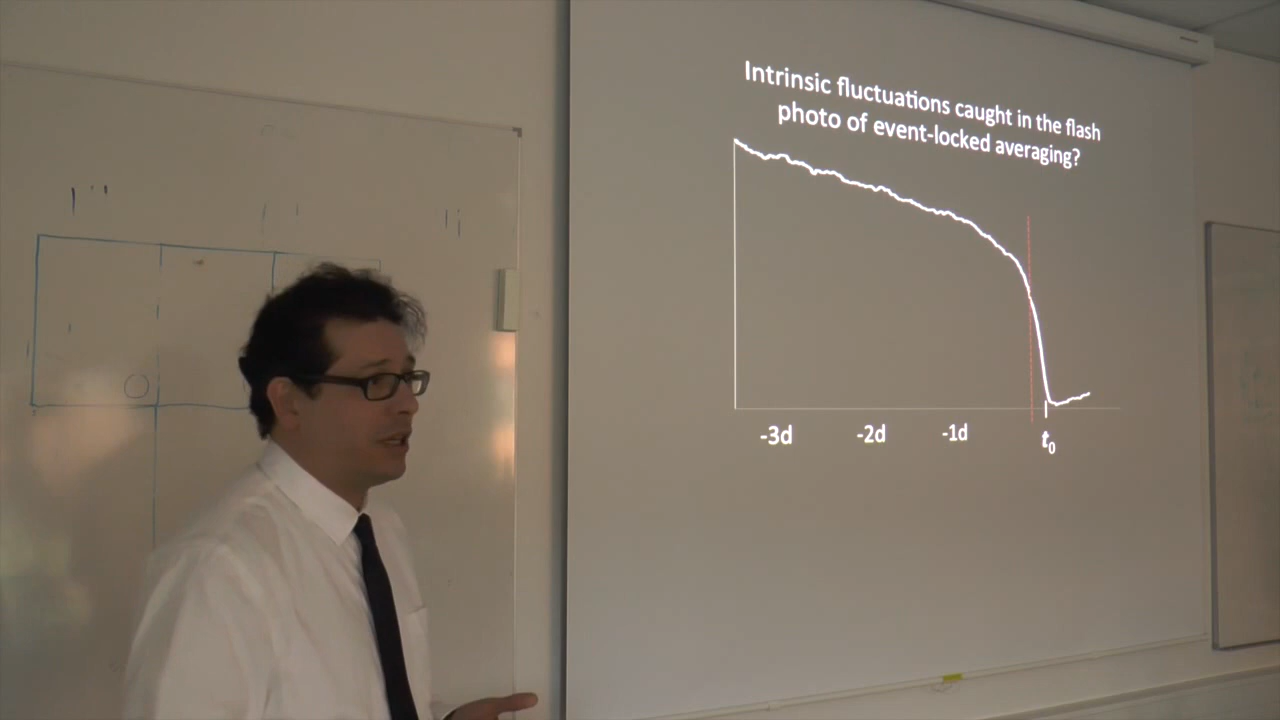 Intrinsic fluctuations caught in the flash
photo of event-locked averaging?
-3d -2d -1d t0